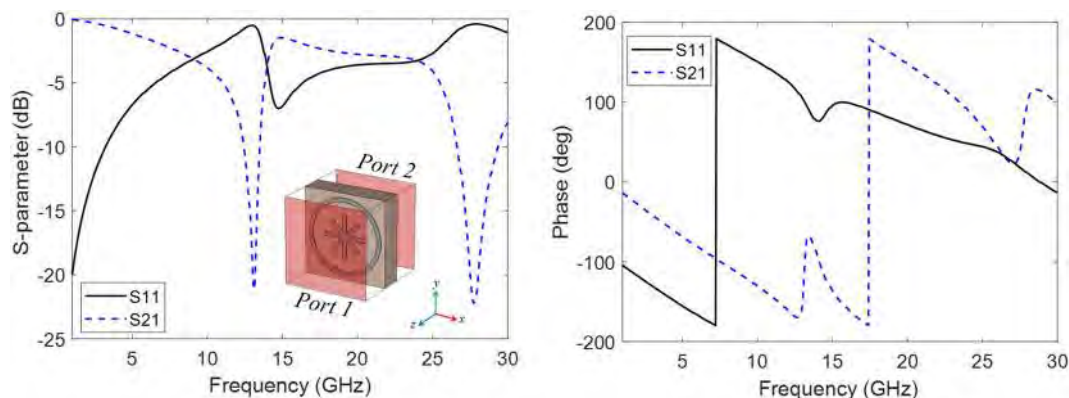 0
-5
-10
-15
-20
-25
S-parameter (dB)
5
10
15
20
25
30
Frequency (GHz)
S11
S21
Port 2
Port 1
y
z
x
200
100
0
-100
-200
Phase (deg)
5
10
15
20
25
30
Frequency (GHz)
S11
S21